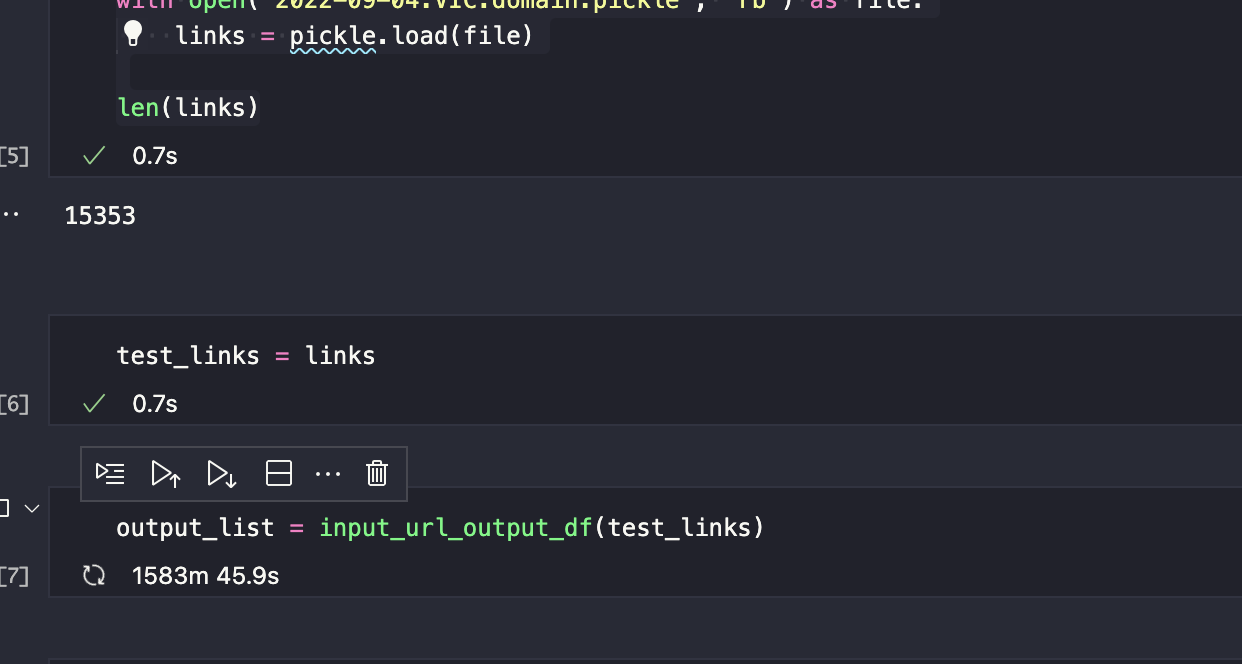 with open("2022-09-04.VIC.domain.pickle", "rb") as file:
links = pickle.load(file)
len(links)
[5]
0.7s
15353
test_links = links
[6]
0.7s
output_list = input_url_output_df(test_links)
[7]
1583m 45.9s